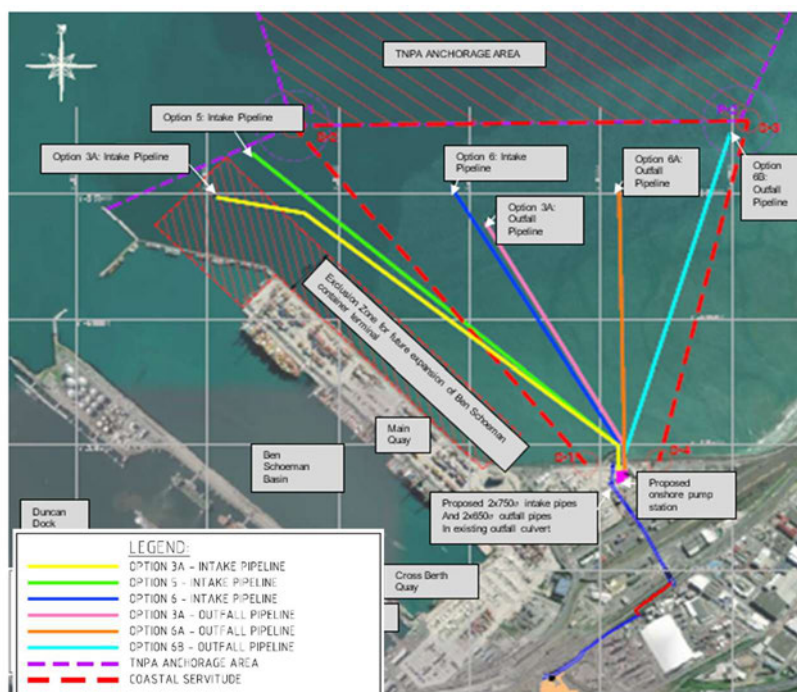 TNPA ANCHORAGE AREA
Option 5: Intake Pipeline
Option 3A: Intake Pipeline
Option 6: Intake
Pipeline
Option 3A:
Outfall
Pipeline
Option 6A:
Outfall
Pipeline
Option
6B:
Outfall
Pipeline
Exclusion Zone for future expansion of Ben Schoeman
container terminal
Main
Quay
Ben
Schoeman
Basin
Duncan
Dock
Proposed 2x750ø intake pipes
And 2x650ø outfall pipes
In existing outfall culvert
Proposed
onshore pump
station
Cross Berth
Quay
LEGEND:
OPTION 3A - INTAKE PIPELINE
OPTION 5 - INTAKE PIPELINE
OPTION 6 - INTAKE PIPELINE
OPTION 3A - OUTFALL PIPELINE
OPTION 6A - OUTFALL PIPELINE
OPTION 6B - OUTFALL PIPELINE
TNPA ANCHORAGE AREA
COASTAL SERVITUDE